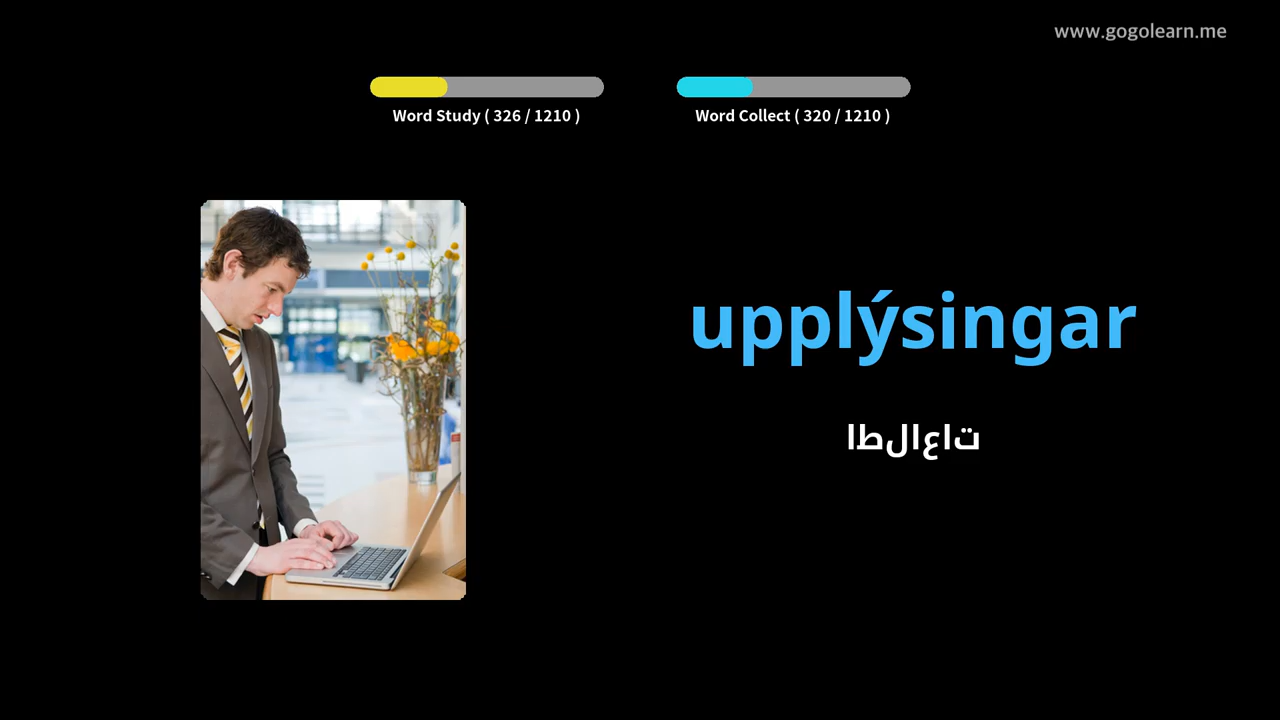 www.gogolearn.me
Word Study ( 326 / 1210 )
Word Collect ( 320 / 1210 )
upplýsingar
اطلاعات